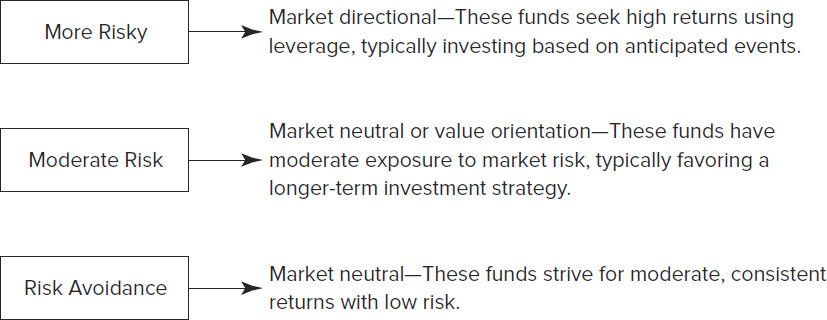 More Risky
Market directional—These funds seek high returns using
leverage, typically investing based on anticipated events.
Moderate Risk
Market neutral or value orientation—These funds have
moderate exposure to market risk, typically favoring a
longer-term investment strategy.
Risk Avoidance
Market neutral—These funds strive for moderate, consistent
returns with low risk.